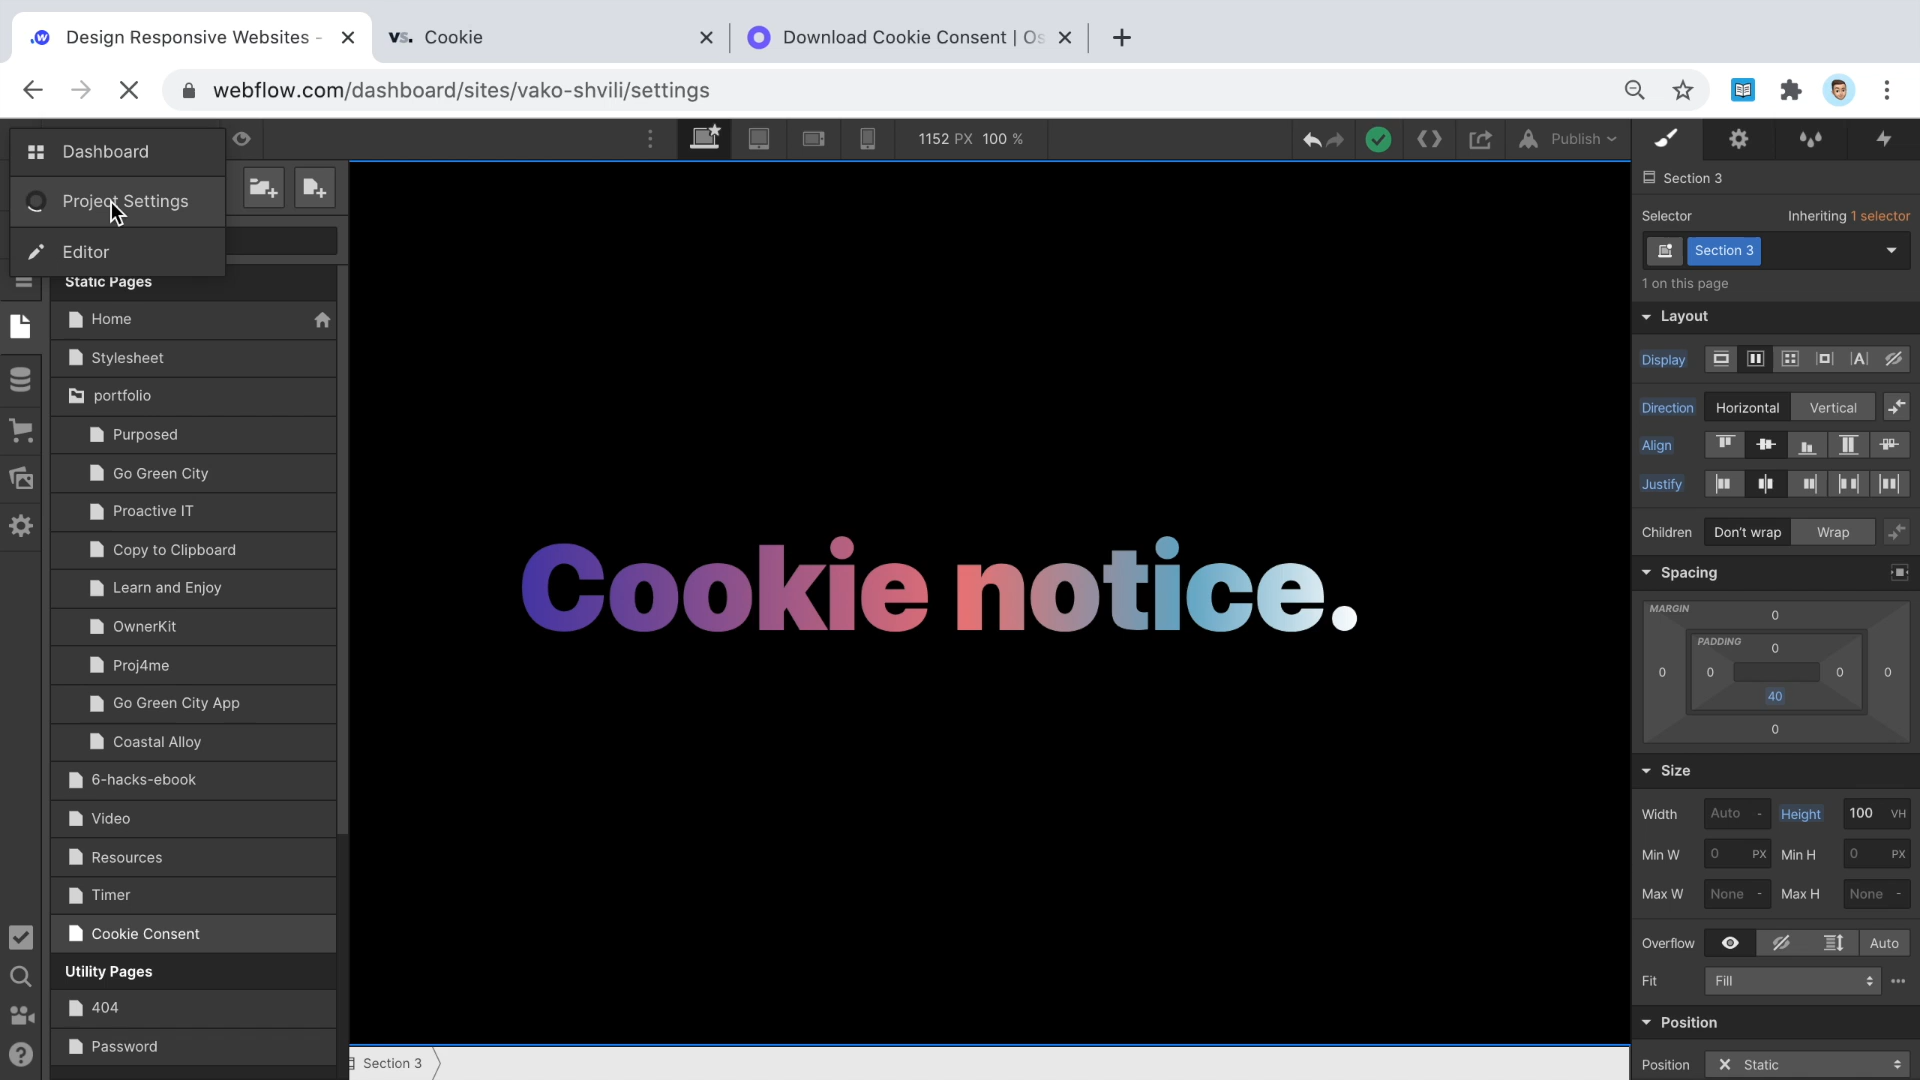 Design Responsive Websites -
vs. Cookie
Download Cookie Consent | Os
webflow.com/dashboard/sites/vako-shvili/settings
Dashboard
Project Settings
Editor
1152 PX 100 %
Publish
Static Pages
Home
Stylesheet
portfolio
Purposed
Go Green City
Proactive IT
Copy to Clipboard
Learn and Enjoy
OwnerKit
Proj4me
Go Green City App
Coastal Alloy
6-hacks-ebook
Video
Resources
Timer
Cookie Consent
Utility Pages
404
Password
Cookie notice.
Section 3
Section 3
Selector Inheriting 1 selector
Section 3
1 on this page
Layout
Display
Direction Horizontal Vertical
Align
Justify
Children Don't wrap Wrap
Spacing
MARGIN
0
PADDING
0
0 0 0 0
40
0
Size
Width Auto - Height 100 VH
Min W 0 PX Min H 0 PX
Max W None - Max H None -
Overflow Auto
Fit Fill
Position
Position Static